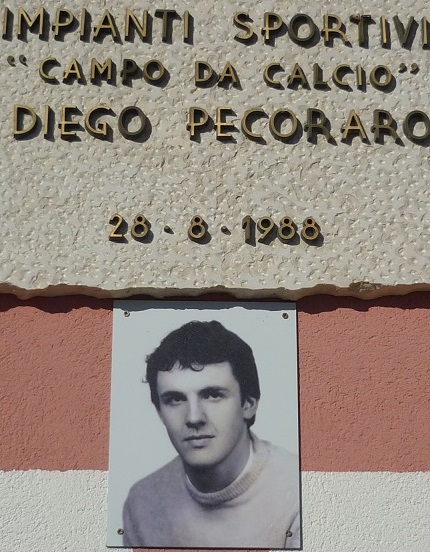 IMPIANTI SPORTIVI
"CAMPO DA CALCIO"
DIEGO PECORARO
28 · 8 · 1988